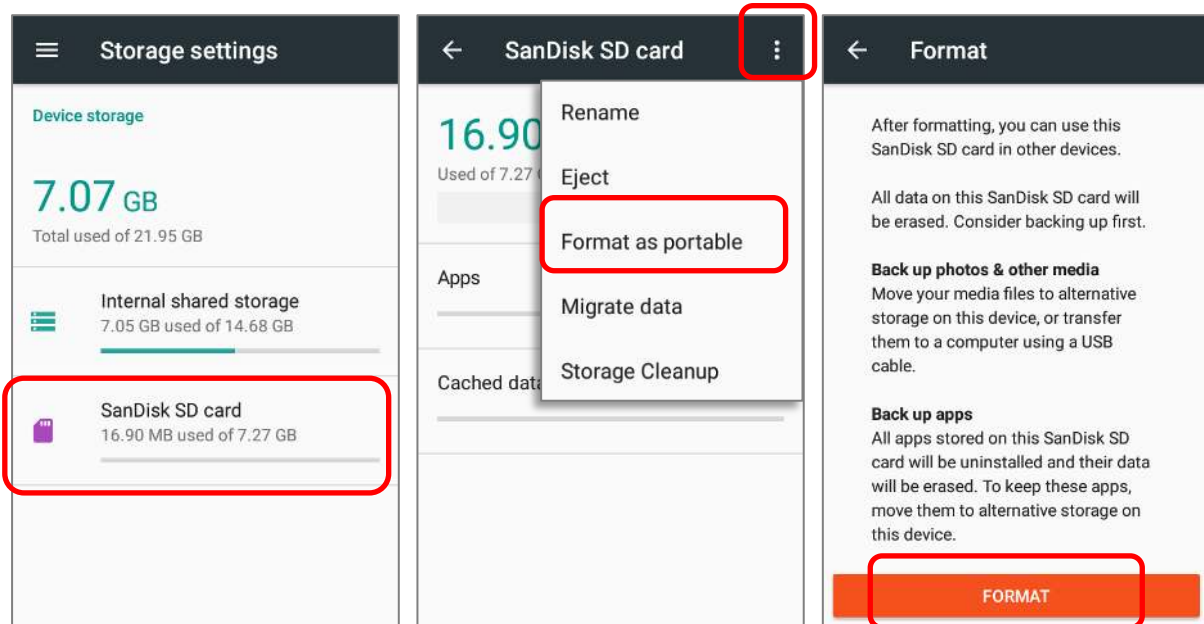 Storage settings
Device storage
7.07 GB
Total used of 21.95 GB
Internal shared storage
7.05 GB used of 14.68 GB
SanDisk SD card
16.90 MB used of 7.27 GB
SanDisk SD card
16.90
Used of 7.27
Apps
Cached data
Rename
Eject
Format as portable
Migrate data
Storage Cleanup
Format
After formatting, you can use this
SanDisk SD card in other devices.
All data on this SanDisk SD card will
be erased. Consider backing up first.
Back up photos & other media
Move your media files to alternative
storage on this device, or transfer
them to a computer using a USB
cable.
Back up apps
All apps stored on this SanDisk SD
card will be uninstalled and their data
will be erased. To keep these apps,
move them to alternative storage on
this device.
FORMAT